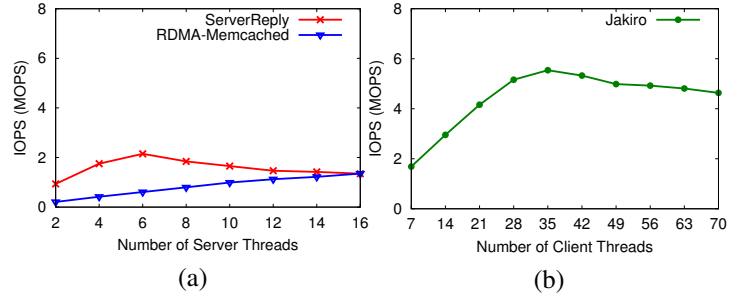 8
6
4
2
0
IOPS (MOPS)
ServerReply
RDMA-Memcached
2 4 6 8 10 12 14 16
Number of Server Threads
(a)
8
6
4
2
0
IOPS (MOPS)
Jakiro
7 14 21 28 35 42 49 56 63 70
Number of Client Threads
(b)